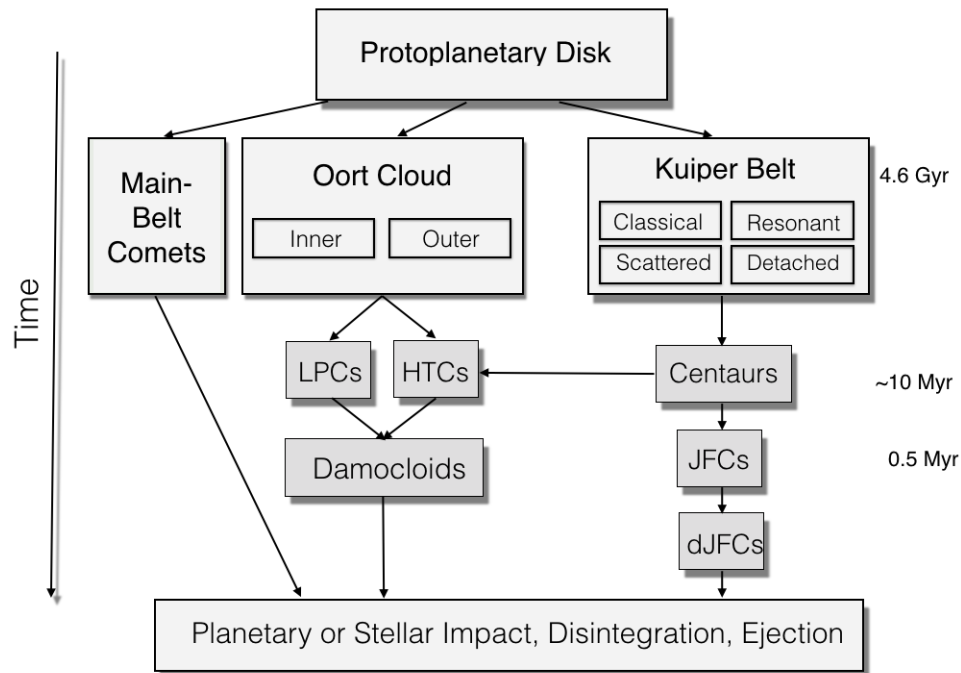 Protoplanetary Disk
Time
Main-
Belt
Comets
Oort Cloud
Inner
Outer
Kuiper Belt
Classical
Resonant
Scattered
Detached
4.6 Gyr
LPCs
HTCs
Centaurs
~10 Myr
Damocloids
JFCs
0.5 Myr
dJFCs
Planetary or Stellar Impact, Disintegration, Ejection